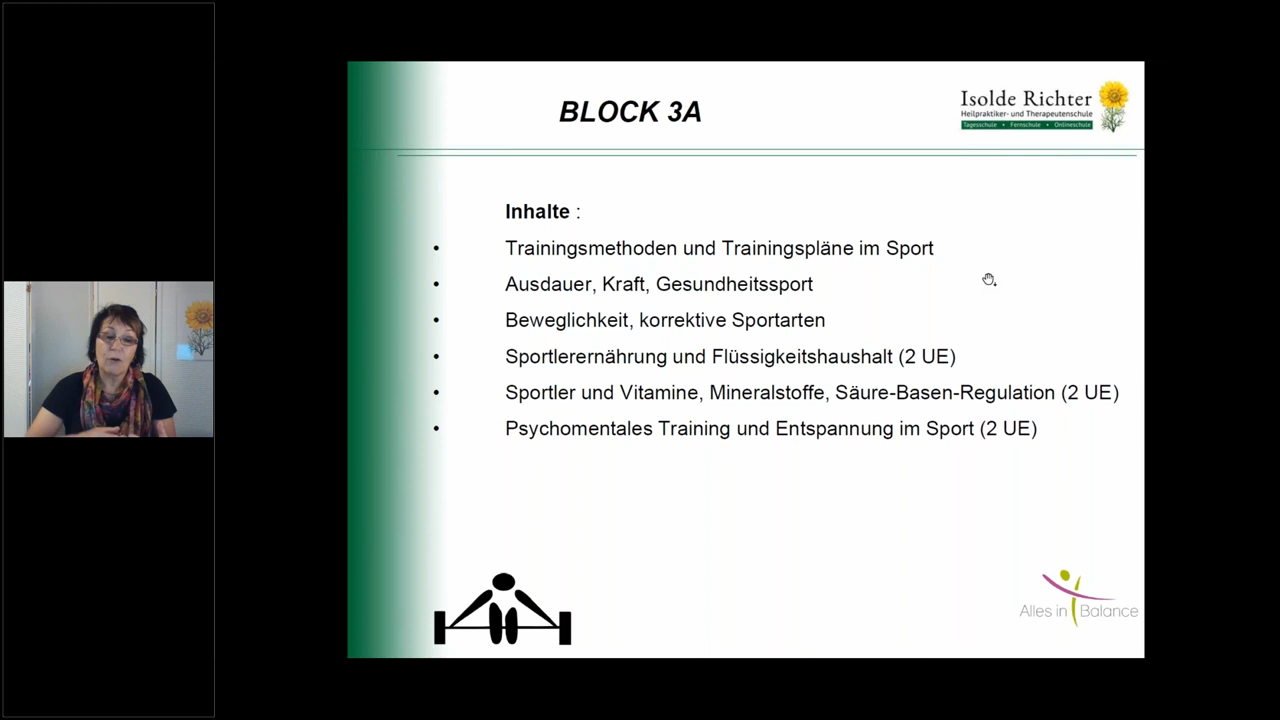 BLOCK 3A
Isolde Richter
Heilpraktiker- und Therapeutenschule
Tagesschule • Fernschule • Onlineschule
Inhalte :
• Trainingsmethoden und Trainingspläne im Sport
• Ausdauer, Kraft, Gesundheitssport
• Beweglichkeit, korrektive Sportarten
• Sportlerernährung und Flüssigkeitshaushalt (2 UE)
• Sportler und Vitamine, Mineralstoffe, Säure-Basen-Regulation (2 UE)
• Psychomentales Training und Entspannung im Sport (2 UE)
Alles in Balance